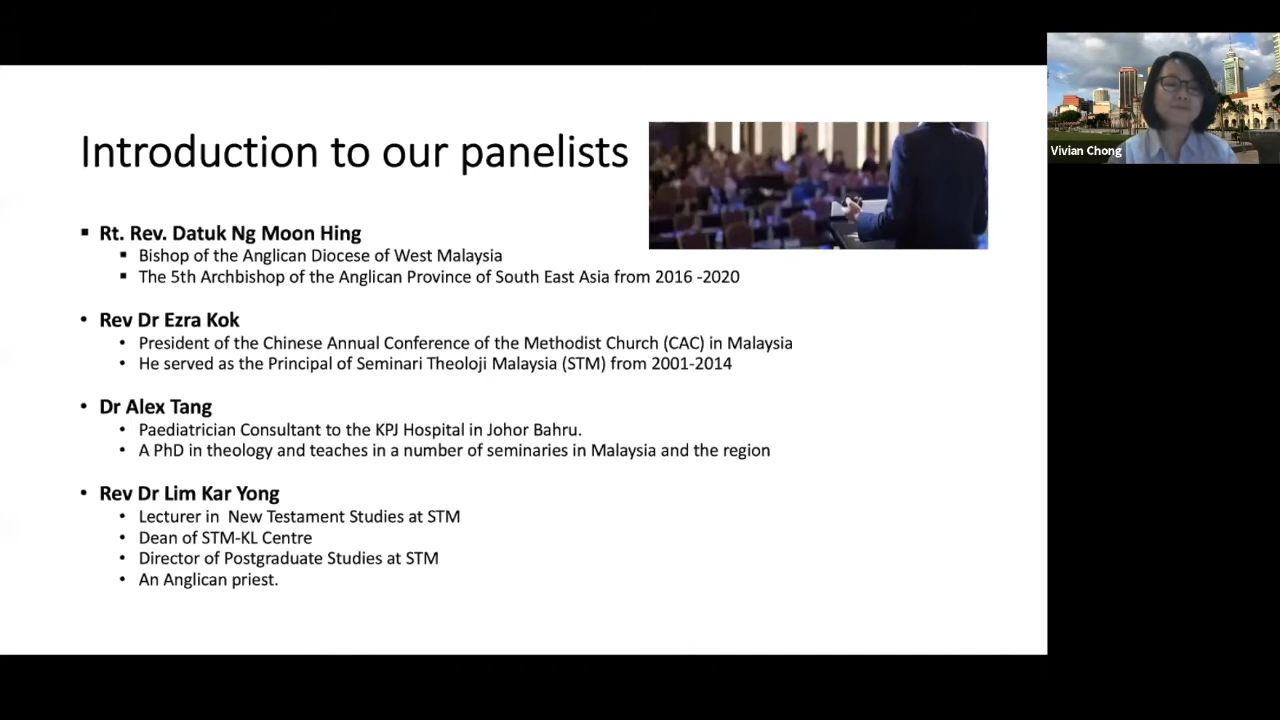 Introduction to our panelists
▪ Rt. Rev. Datuk Ng Moon Hing
▪ Bishop of the Anglican Diocese of West Malaysia
▪ The 5th Archbishop of the Anglican Province of South East Asia from 2016 -2020
• Rev Dr Ezra Kok
• President of the Chinese Annual Conference of the Methodist Church (CAC) in Malaysia
• He served as the Principal of Seminari Theoloji Malaysia (STM) from 2001-2014
• Dr Alex Tang
• Paediatrician Consultant to the KPJ Hospital in Johor Bahru.
• A PhD in theology and teaches in a number of seminaries in Malaysia and the region
• Rev Dr Lim Kar Yong
• Lecturer in New Testament Studies at STM
• Dean of STM-KL Centre
• Director of Postgraduate Studies at STM
• An Anglican priest.
Vivian Chong